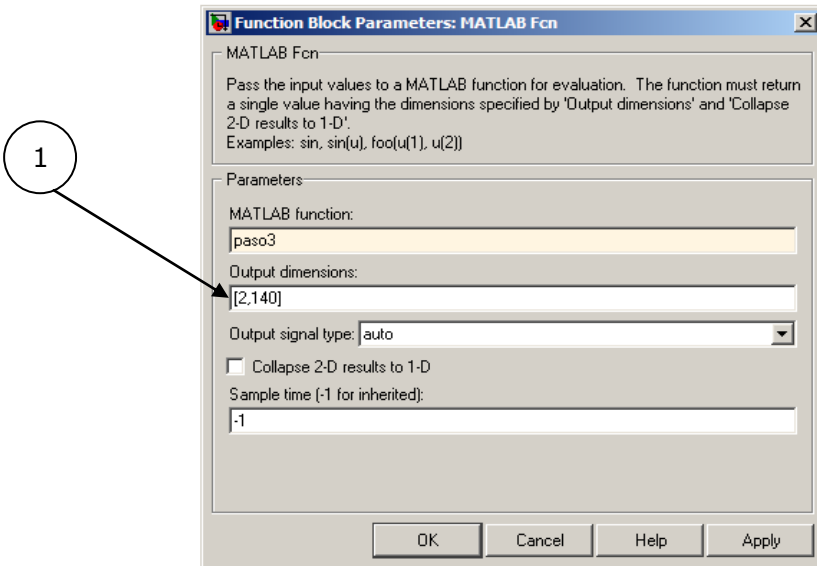 Function Block Parameters: MATLAB Fcn
MATLAB Fcn
Pass the input values to a MATLAB function for evaluation. The function must return
a single value having the dimensions specified by 'Output dimensions' and 'Collapse
2-D results to 1-D'.
Examples: sin, sin(u), foo(u(1), u(2))
1
Parameters
MATLAB function:
paso3
Output dimensions:
[2,140]
Output signal type: auto
Collapse 2-D results to 1-D
Sample time (-1 for inherited):
-1
OK Cancel Help Apply